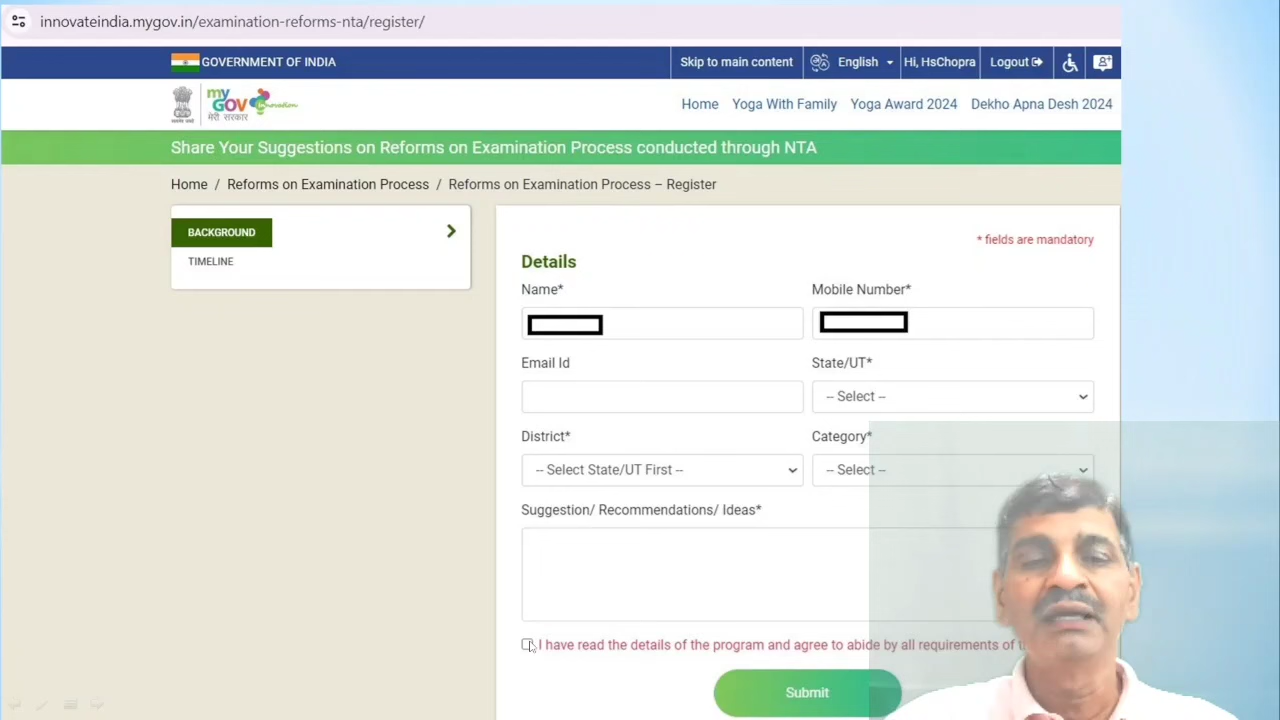 innovateindia.mygov.in/examination-reforms-nta/register/
GOVERNMENT OF INDIA
Skip to main content
English
Hi, HsChopra
Logout
my
GOV
मेरी सरकार
Home
Yoga With Family
Yoga Award 2024
Dekho Apna Desh 2024
Share Your Suggestions on Reforms on Examination Process conducted through NTA
Home / Reforms on Examination Process / Reforms on Examination Process – Register
BACKGROUND
TIMELINE
* fields are mandatory
Details
Name*
Mobile Number*
Email Id
State/UT*
-- Select --
District*
Category*
-- Select State/UT First --
-- Select --
Suggestion/ Recommendations/ Ideas*
I have read the details of the program and agree to abide by all requirements of
Submit